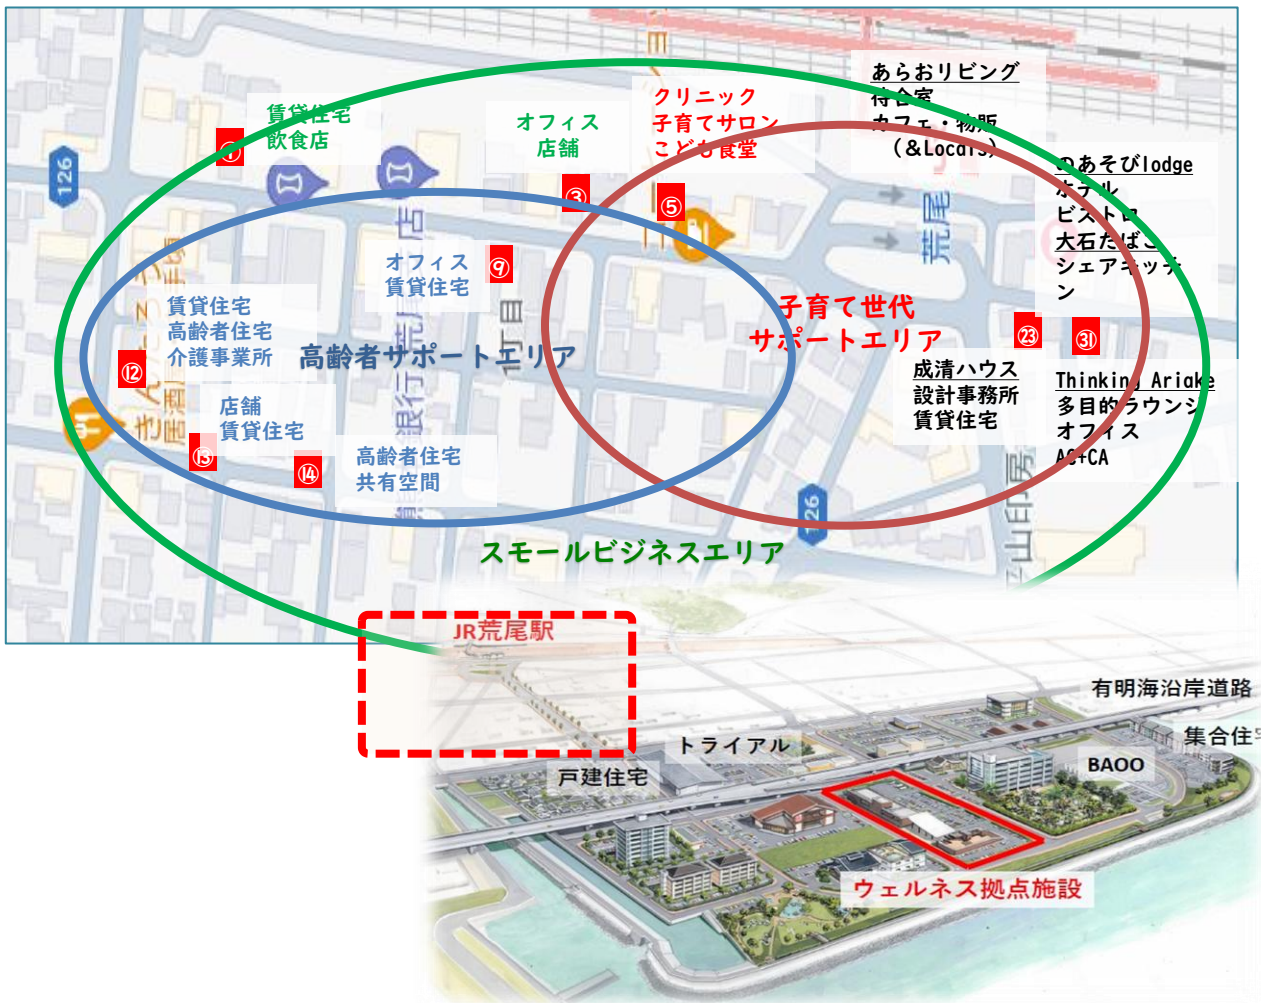 賃貸住宅
飲食店
①
126
オフィス
店舗
③
クリニック
子育てサロン
こども食堂
⑤
あらおリビング
待合室
カフェ・物販
（&Locals）
荒尾
のあそびlodge
ホテル
ビストロ
大石たばこ
シェアキッチ
ン
オフィス
賃貸住宅
⑨
賃貸住宅
高齢者住宅
介護事業所
⑫
高齢者サポートエリア
子育て世代
サポートエリア
㉓
㉛
成清ハウス
設計事務所
賃貸住宅
Thinking Ariake
多目的ラウンジ
オフィス
AC+CA
店舗
賃貸住宅
⑬
⑭
高齢者住宅
共有空間
126
スモールビジネスエリア
JR荒尾駅
有明海沿岸道路
トライアル
集合住宅
戸建住宅
BAOO
ウェルネス拠点施設